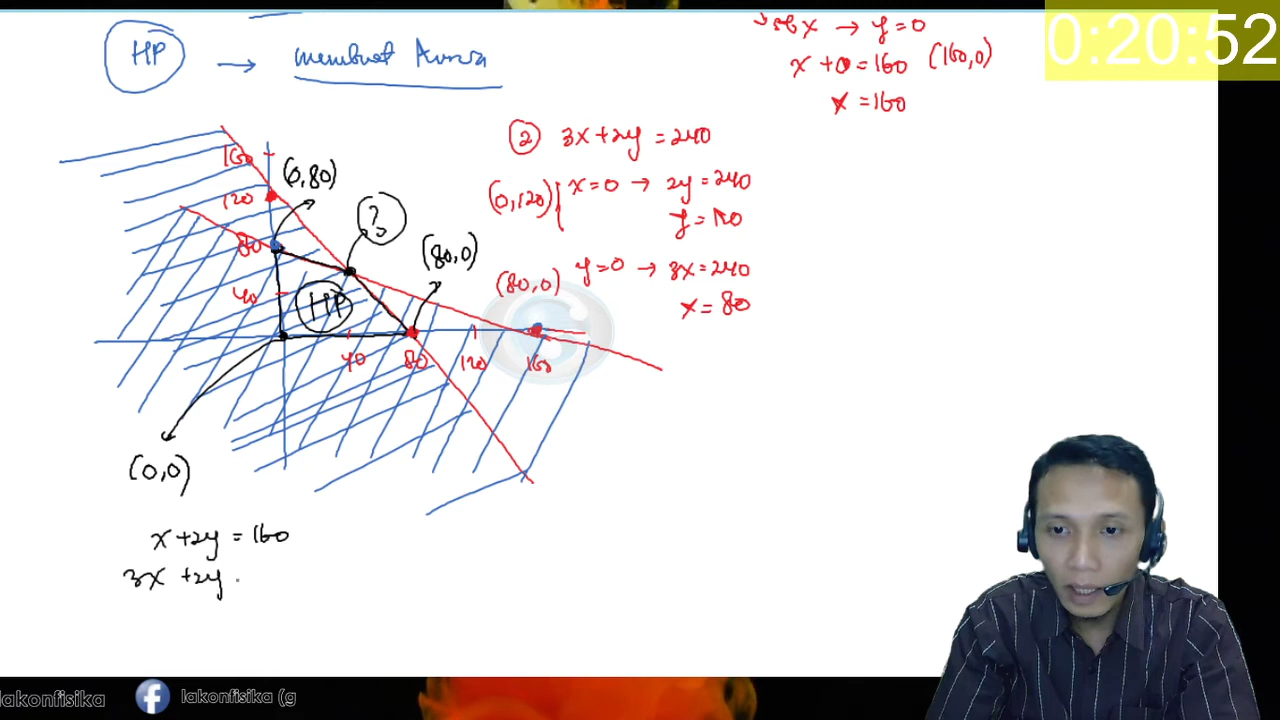 HP → membuat Kurva
sb x → y = 0
x + 0 = 160 (160,0)
x = 160
0:20:52
② 3x + 2y = 240
(0,120) x = 0 → 2y = 240
y = 120
(80,0) y = 0 → 3x = 240
x = 80
160
(0,80)
120
?
80
(80,0)
40
HP
40 80 120 160
(0,0)
x + 2y = 160
3x + 2y
lakonfisika
lakonfisika (g